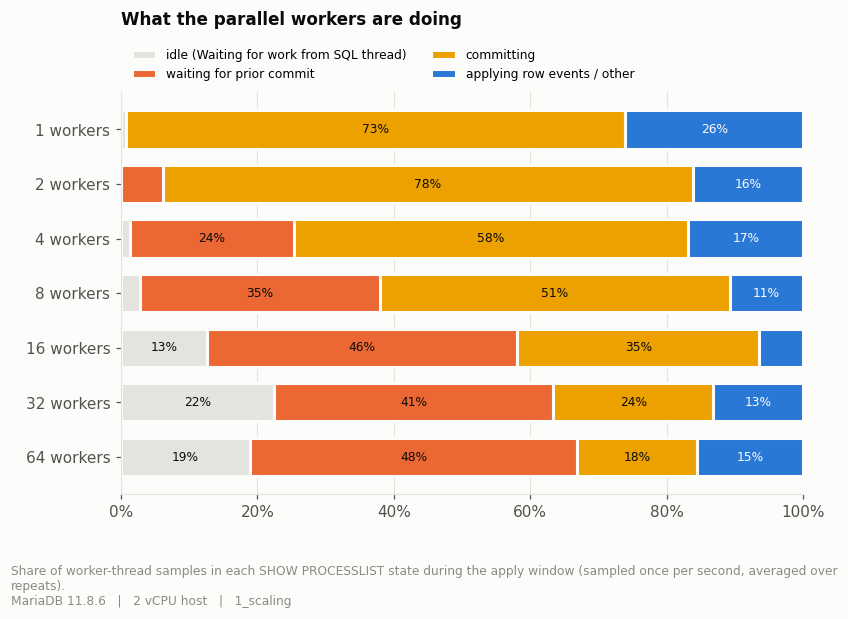 What the parallel workers are doing
idle (Waiting for work from SQL thread)
committing
waiting for prior commit
applying row events / other
1 workers
73%
26%
2 workers
78%
16%
4 workers
24%
58%
17%
8 workers
35%
51%
11%
16 workers
13%
46%
35%
32 workers
22%
41%
24%
13%
64 workers
19%
48%
18%
15%
0%
20%
40%
60%
80%
100%
Share of worker-thread samples in each SHOW PROCESSLIST state during the apply window (sampled once per second, averaged over
repeats).
MariaDB 11.8.6 | 2 vCPU host | 1_scaling